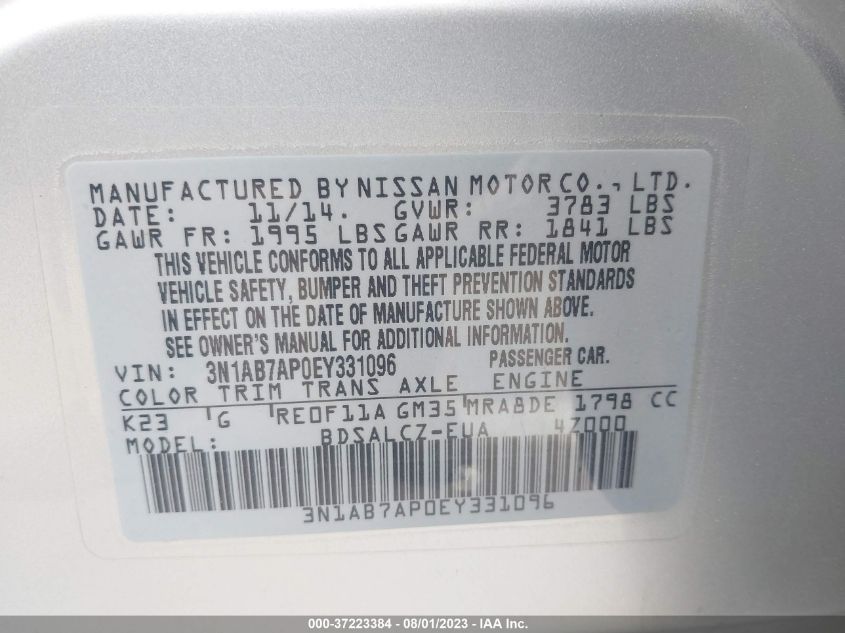 MANUFACTURED BY NISSAN MOTOR CO., LTD.
DATE: 11/14. GVWR: 3783 LBS
GAWR FR: 1995 LBS GAWR RR: 1841 LBS
THIS VEHICLE CONFORMS TO ALL APPLICABLE FEDERAL MOTOR
VEHICLE SAFETY, BUMPER AND THEFT PREVENTION STANDARDS
IN EFFECT ON THE DATE OF MANUFACTURE SHOWN ABOVE.
SEE OWNER'S MANUAL FOR ADDITIONAL INFORMATION.
VIN: 3N1AB7AP0EY331096 PASSENGER CAR.
COLOR TRIM TRANS AXLE ENGINE
K23 G RE0F11A GM35 MRA8DE 1798 CC
MODEL: BDSALCZ-EUA 4Z000
3N1AB7AP0EY331096
000-37223384 - 08/01/2023 - IAA Inc.